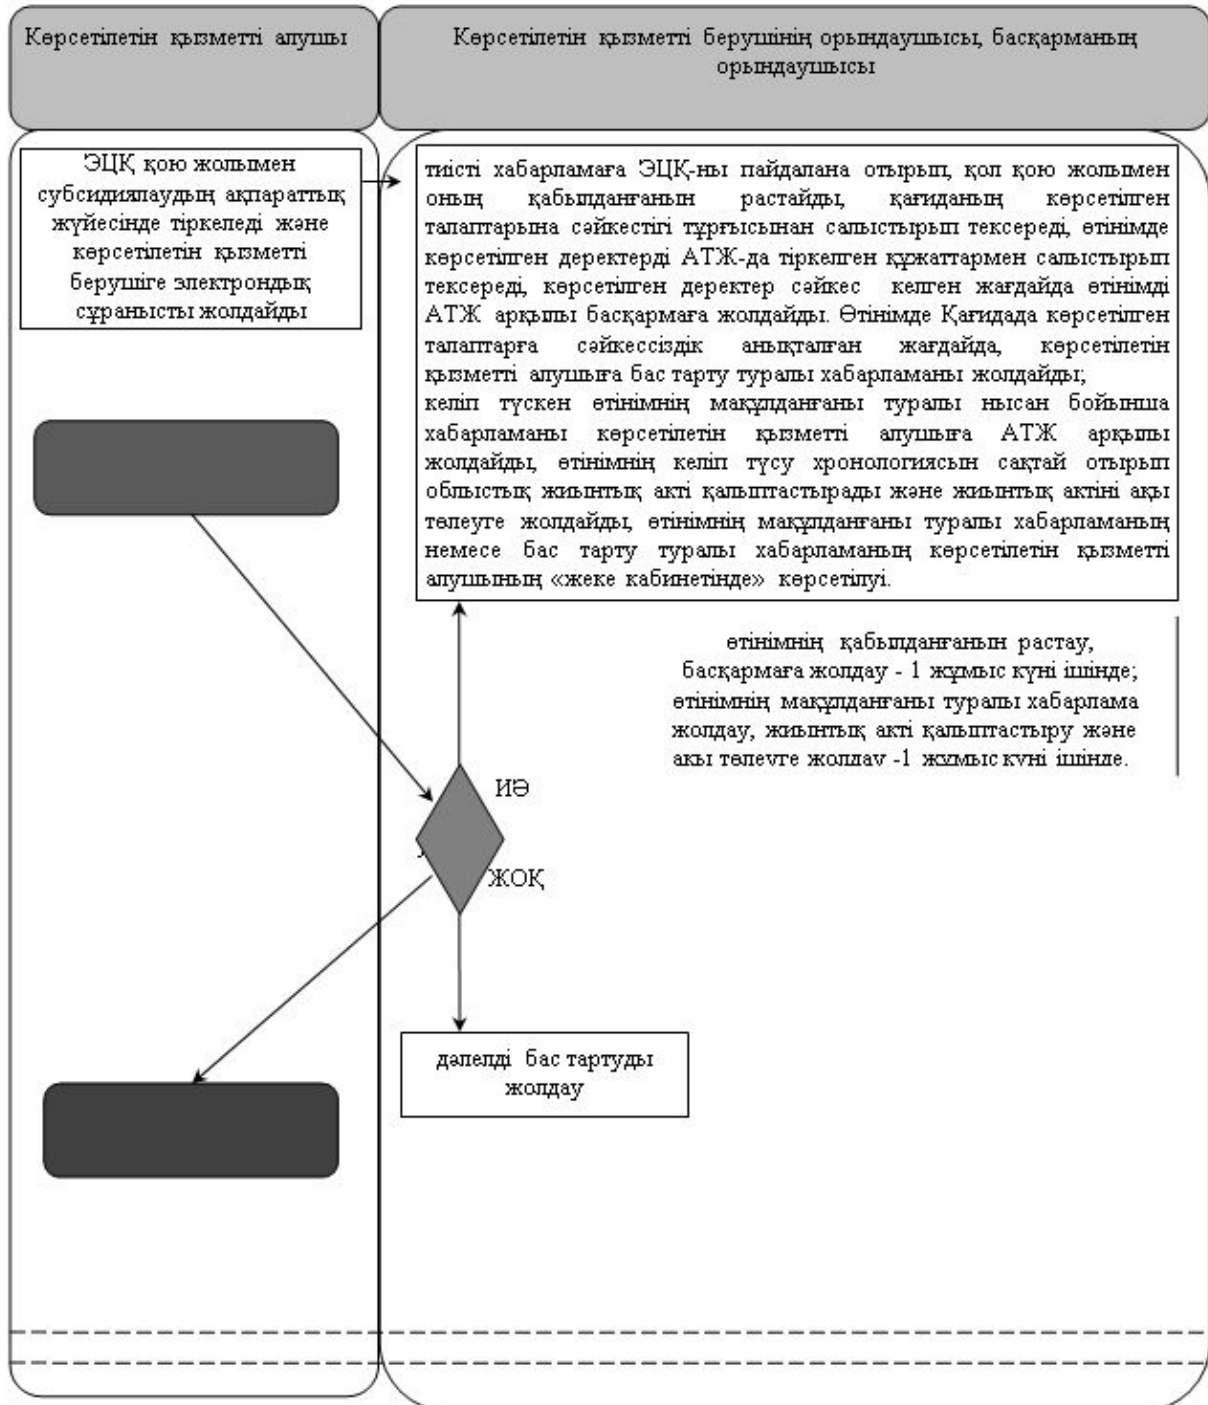 Көрсетілетін қызметті алушы
Көрсетілетін қызметті берушінің орындаушысы, басқарманың
орындаушысы
ЭЦҚ қою жолымен
субсидиялаудың ақпараттық
жүйесінде тіркеледі және
көрсетілетін қызметті
берушіге электрондық
сұранысты жолдайды
тиісті хабарламаға ЭЦҚ-ны пайдалана отырып, қол қою жолымен
оның қабылданғанын растайды, қағиданың көрсетілген
талаптарына сәйкестігі тұрғысынан салыстырып тексереді, өтінімде
көрсетілген деректерді АТЖ-да тіркелген құжаттармен салыстырып
тексереді, көрсетілген деректер сәйкес келген жағдайда өтінімді
АТЖ арқылы басқармаға жолдайды. Өтінімде Қағидада көрсетілген
талаптарға сәйкессіздік анықталған жағдайда, көрсетілетін
қызметті алушыға бас тарту туралы хабарламаны жолдайды;
келіп түскен өтінімнің мақұлданғаны туралы нысан бойынша
хабарламаны көрсетілетін қызметті алушыға АТЖ арқылы
жолдайды, өтінімнің келіп түсу хронологиясын сақтай отырып
облыстық жиынтық акті қалыптастырады және жиынтық актіні ақы
төлеуге жолдайды, өтінімнің мақұлданғаны туралы хабарламаның
немесе бас тарту туралы хабарламаның көрсетілетін қызметті
алушының «жеке кабинетінде» көрсетілуі.
өтінімнің қабылданғанын растау,
басқармаға жолдау - 1 жұмыс күні ішінде;
өтінімнің мақұлданғаны туралы хабарлама
жолдау, жиынтық акті қалыптастыру және
ақы төлеуге жолдау -1 жұмыс күні ішінде.
ИӘ
ЖОҚ
дәлелді бас тартуды
жолдау